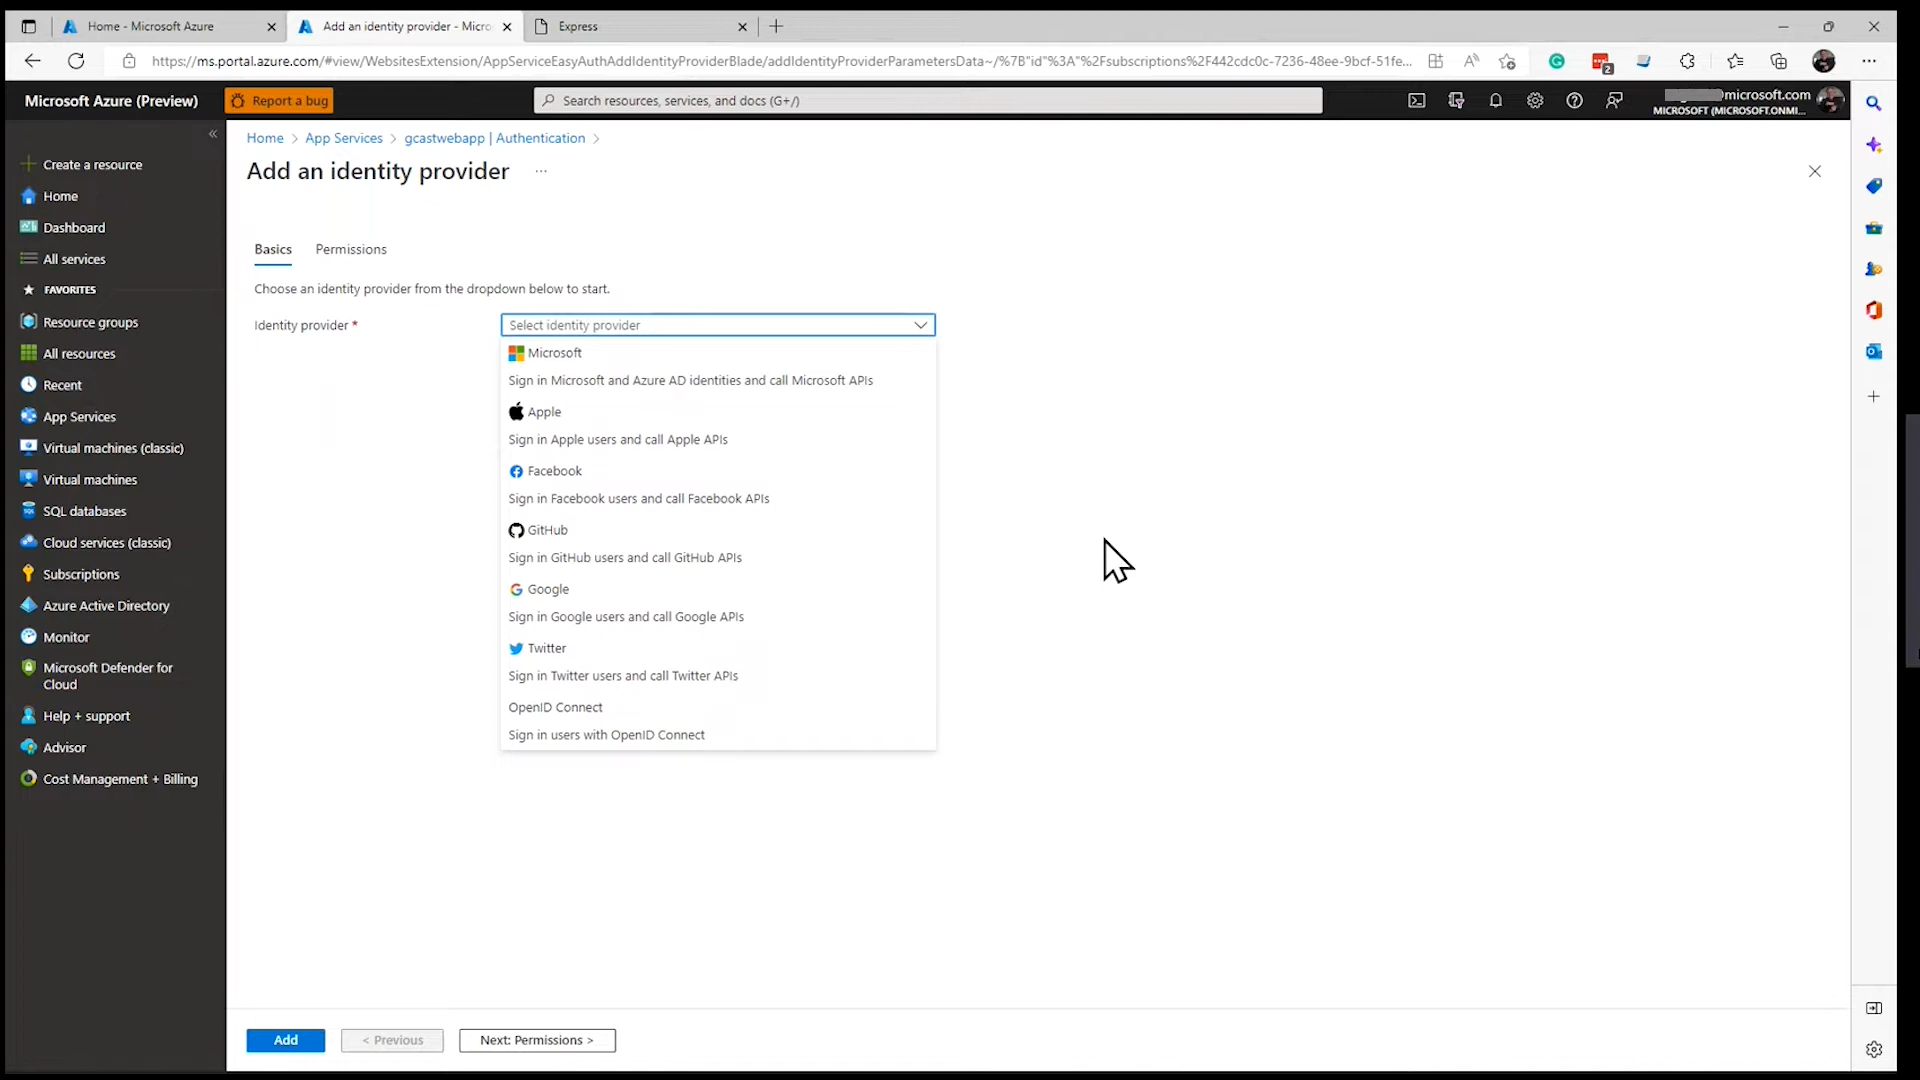 Home - Microsoft Azure
Add an identity provider - Micro
Express
https://ms.portal.azure.com/#view/WebsitesExtension/AppServiceEasyAuthAddIdentityProviderBlade/addIdentityProviderParametersData~/%7B"id"%3A"%2Fsubscriptions%2F442cdc0c-7236-48ee-9bcf-51fe...
2
Microsoft Azure (Preview)
Report a bug
Search resources, services, and docs (G+/)
@microsoft.com
MICROSOFT (MICROSOFT.ONMI...
Create a resource
Home
Dashboard
All services
FAVORITES
Resource groups
All resources
Recent
App Services
Virtual machines (classic)
Virtual machines
SQL databases
Cloud services (classic)
Subscriptions
Azure Active Directory
Monitor
Microsoft Defender for
Cloud
Help + support
Advisor
Cost Management + Billing
Home > App Services > gcastwebapp | Authentication >
Add an identity provider ...
Basics
Permissions
Choose an identity provider from the dropdown below to start.
Identity provider *
Select identity provider
Microsoft
Sign in Microsoft and Azure AD identities and call Microsoft APIs
Apple
Sign in Apple users and call Apple APIs
Facebook
Sign in Facebook users and call Facebook APIs
GitHub
Sign in GitHub users and call GitHub APIs
Google
Sign in Google users and call Google APIs
Twitter
Sign in Twitter users and call Twitter APIs
OpenID Connect
Sign in users with OpenID Connect
Add
< Previous
Next: Permissions >